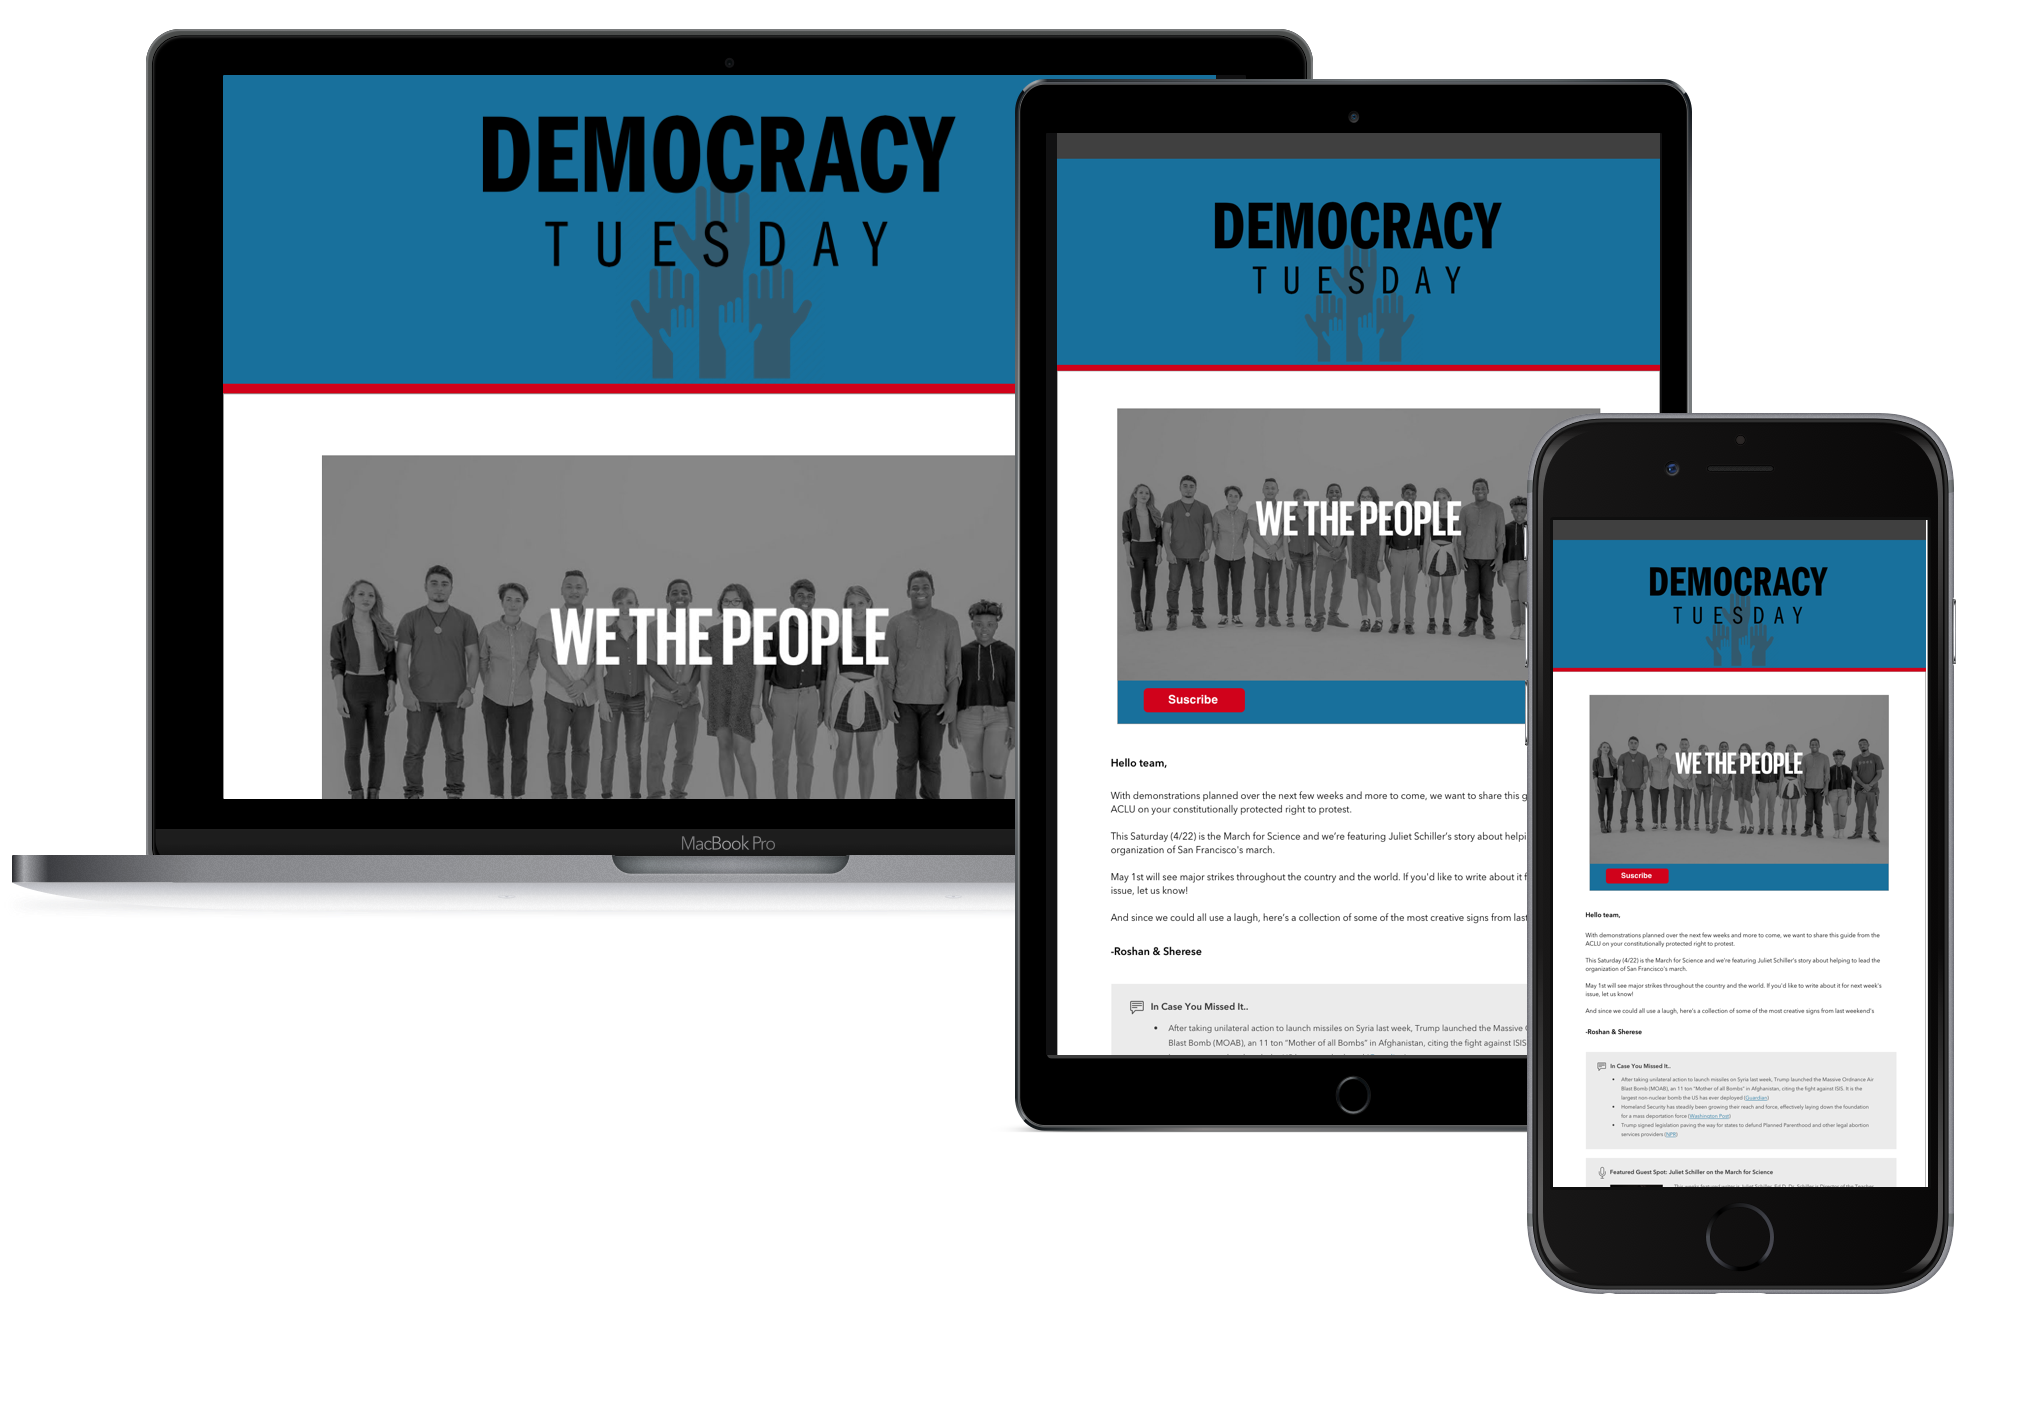 DEMOCRACY
TUESDAY
WE THE PEOPLE
MacBook Pro
DEMOCRACY
TUESDAY
WE THE PEOPLE
Suscribe
Hello team,
With demonstrations planned over the next few weeks and more to come, we want to share this g
ACLU on your constitutionally protected right to protest.
This Saturday (4/22) is the March for Science and we're featuring Juliet Schiller's story about helpi
organization of San Francisco's march.
May 1st will see major strikes throughout the country and the world. If you'd like to write about it f
issue, let us know!
And since we could all use a laugh, here's a collection of some of the most creative signs from last
-Roshan & Sherese
In Case You Missed It..
• After taking unilateral action to launch missiles on Syria last week, Trump launched the Massive
Blast Bomb (MOAB), an 11 ton "Mother of all Bombs" in Afghanistan, citing the fight against ISIS
DEMOCRACY
TUESDAY
WE THE PEOPLE
Suscribe
Hello team,
With demonstrations planned over the next few weeks and more to come, we want to share this guide from the
ACLU on your constitutionally protected right to protest.
This Saturday (4/22) is the March for Science and we're featuring Juliet Schiller's story about helping to lead the
organization of San Francisco's march.
May 1st will see major strikes throughout the country and the world. If you'd like to write about it for next week's
issue, let us know!
And since we could all use a laugh, here's a collection of some of the most creative signs from last weekend's
-Roshan & Sherese
In Case You Missed It..
• After taking unilateral action to launch missiles on Syria last week, Trump launched the Massive Ordnance Air
Blast Bomb (MOAB), an 11 ton "Mother of all Bombs" in Afghanistan, citing the fight against ISIS. It is the
largest non-nuclear bomb the US has ever deployed (Guardian)
• Homeland Security has steadily been growing their reach and force, effectively laying down the foundation
for a mass deportation force (Washington Post)
• Trump signed legislation paving the way for states to defund Planned Parenthood and other legal abortion
services providers (NPR)
Featured Guest Spot: Juliet Schiller on the March for Science